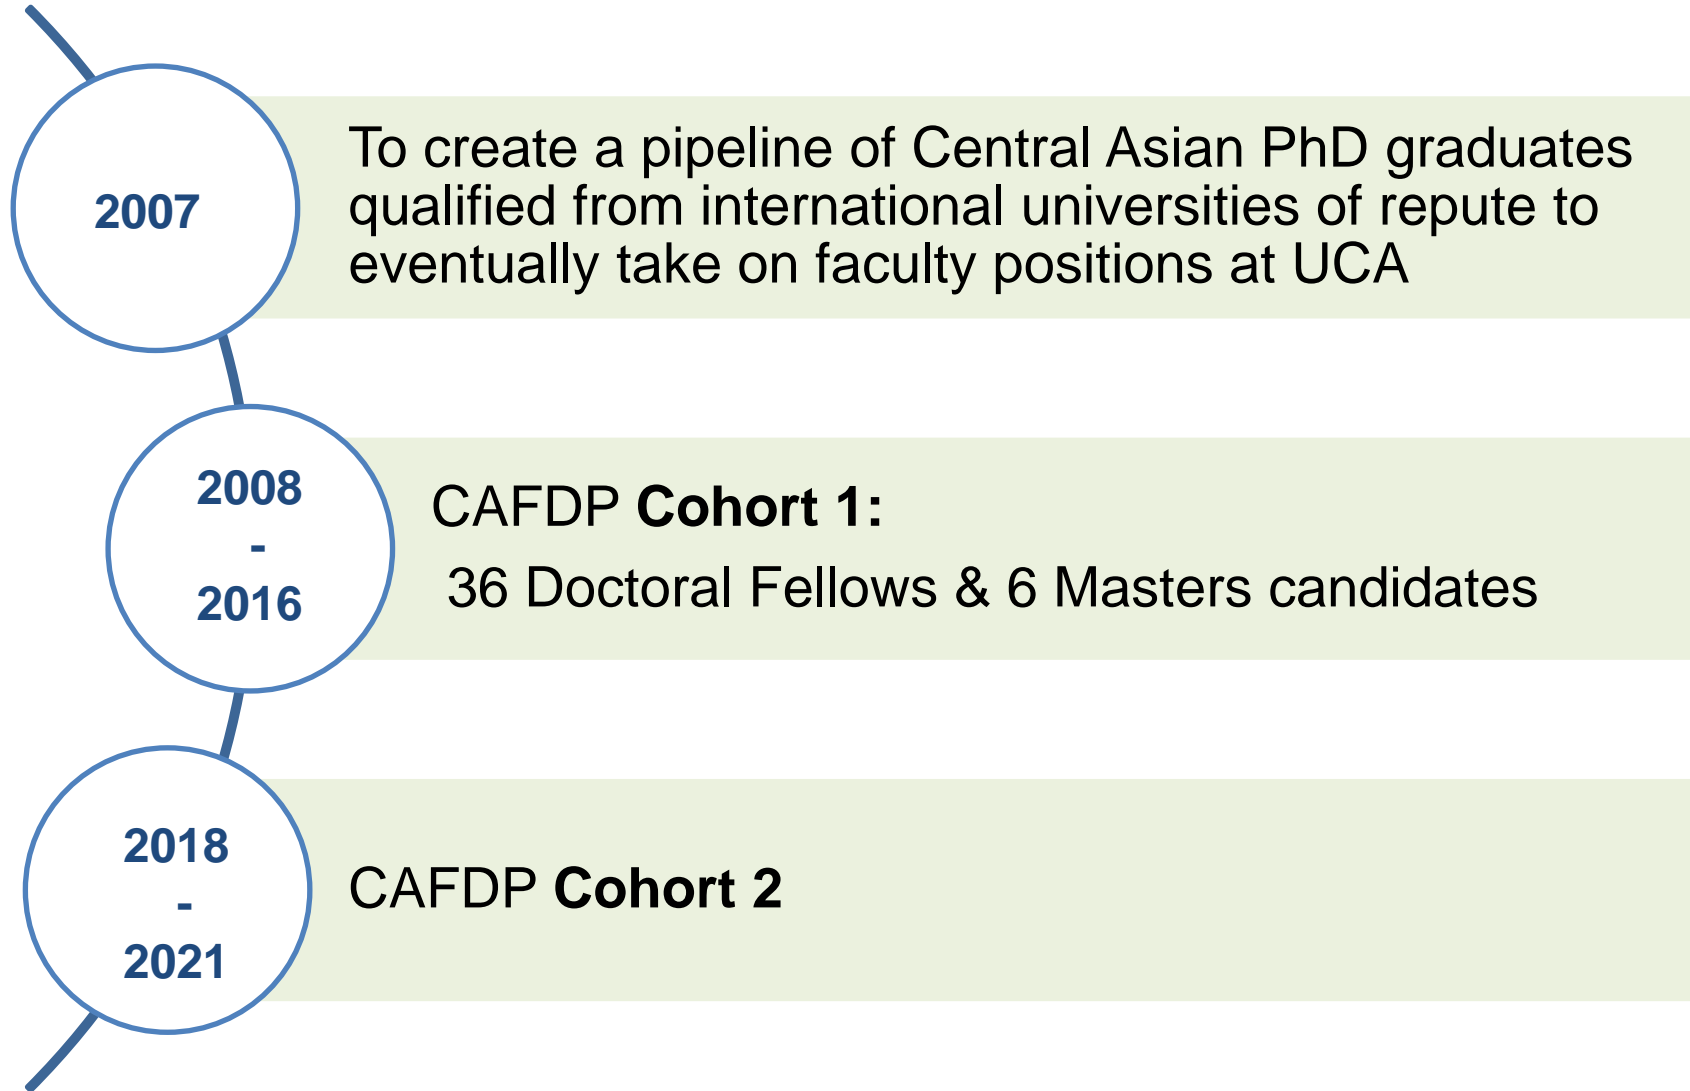 2007
To create a pipeline of Central Asian PhD graduates
qualified from international universities of repute to
eventually take on faculty positions at UCA
2008
-
2016
CAFDP Cohort 1:
36 Doctoral Fellows & 6 Masters candidates
2018
-
2021
CAFDP Cohort 2